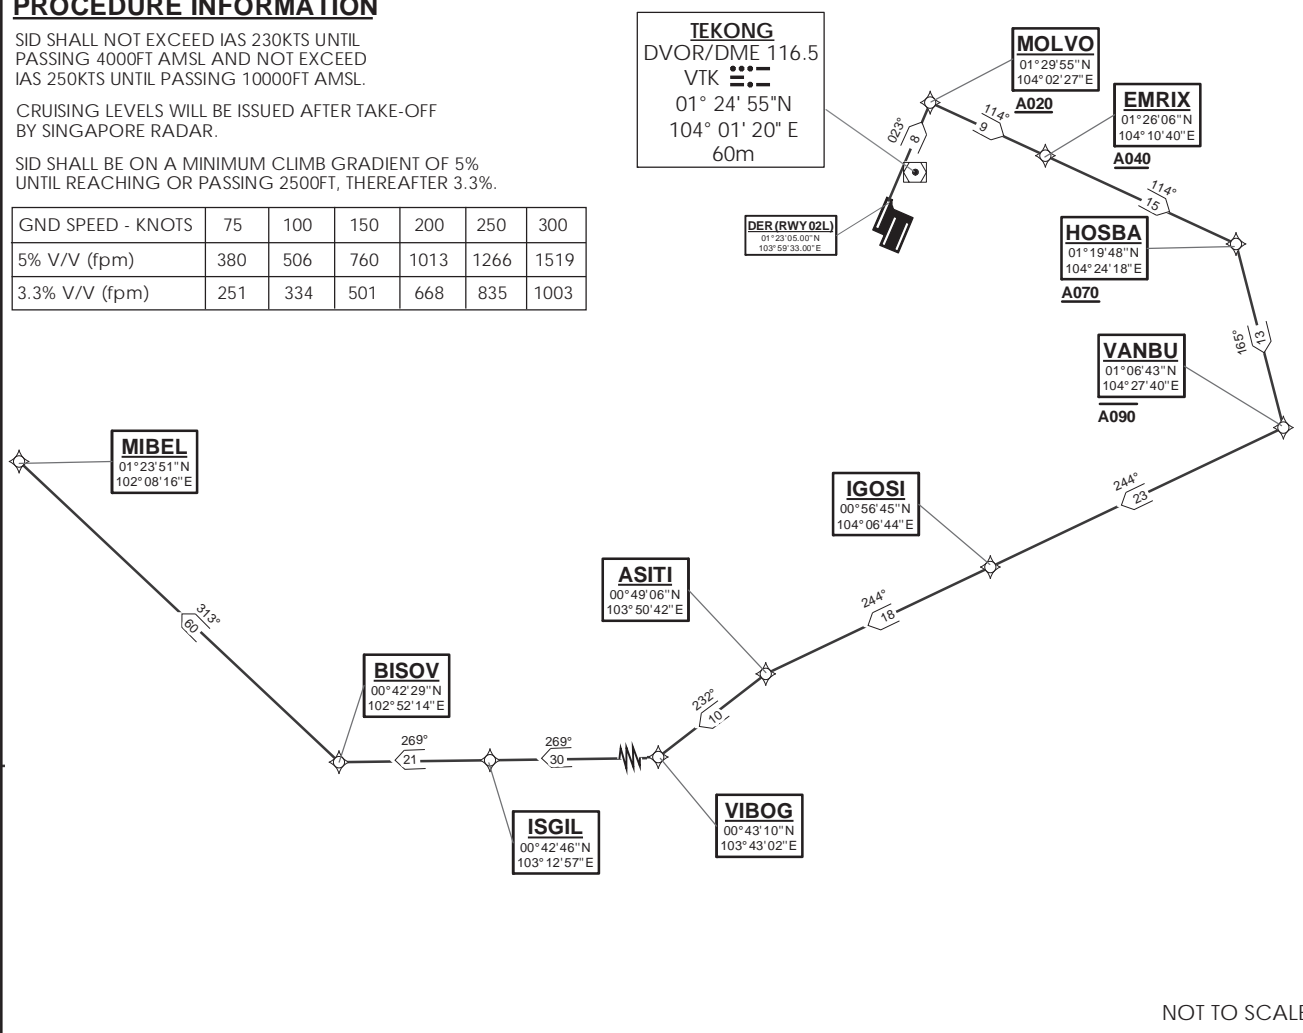 PROCEDURE INFORMATION
SID SHALL NOT EXCEED IAS 230KTS UNTIL
PASSING 4000FT AMSL AND NOT EXCEED
IAS 250KTS UNTIL PASSING 10000FT AMSL.
CRUISING LEVELS WILL BE ISSUED AFTER TAKE-OFF
BY SINGAPORE RADAR.
SID SHALL BE ON A MINIMUM CLIMB GRADIENT OF 5%
UNTIL REACHING OR PASSING 2500FT, THEREAFTER 3.3%.
GND SPEED - KNOTS 75 100 150 200 250 300
5% V/V (fpm) 380 506 760 1013 1266 1519
3.3% V/V (fpm) 251 334 501 668 835 1003
TEKONG
DVOR/DME 116.5
VTK
01° 24' 55"N
104° 01' 20" E
60m
MOLVO
01°29'55"N
104°02'27"E
A020
EMRIX
01°26'06"N
104°10'40"E
A040
023°
8
114°
9
114°
15
DER (RWY 02L)
01°23'05.00"N
103°59'33.00"E
HOSBA
01°19'48"N
104°24'18"E
A070
165°
13
VANBU
01°06'43"N
104°27'40"E
A090
MIBEL
01°23'51"N
102°08'16"E
244°
23
IGOSI
00°56'45"N
104°06'44"E
ASITI
00°49'06"N
103°50'42"E
244°
18
313°
60
BISOV
00°42'29"N
102°52'14"E
232°
10
269°
21
269°
30
ISGIL
00°42'46"N
103°12'57"E
VIBOG
00°43'10"N
103°43'02"E
NOT TO SCALE